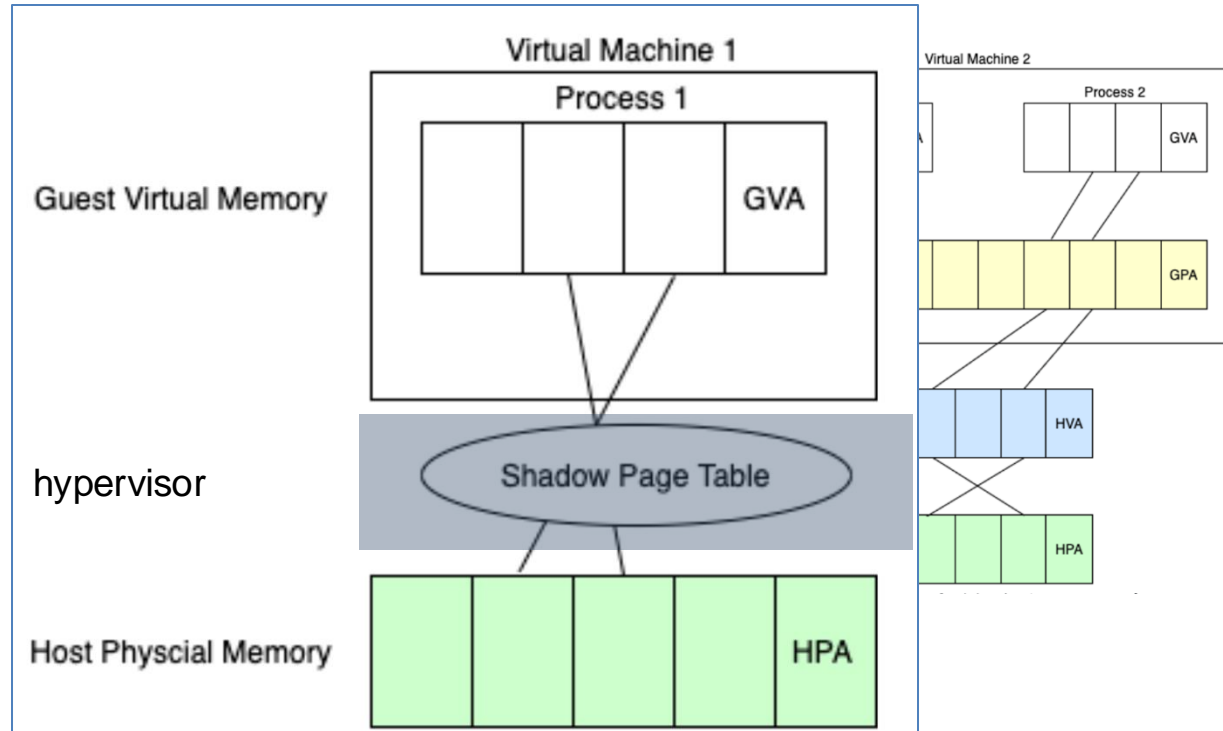 Virtual Machine 1
Process 1
Guest Virtual Memory
GVA
hypervisor
Shadow Page Table
Host Physcial Memory
HPA
Virtual Machine 2
Process 2
GVA
GPA
HVA
HPA